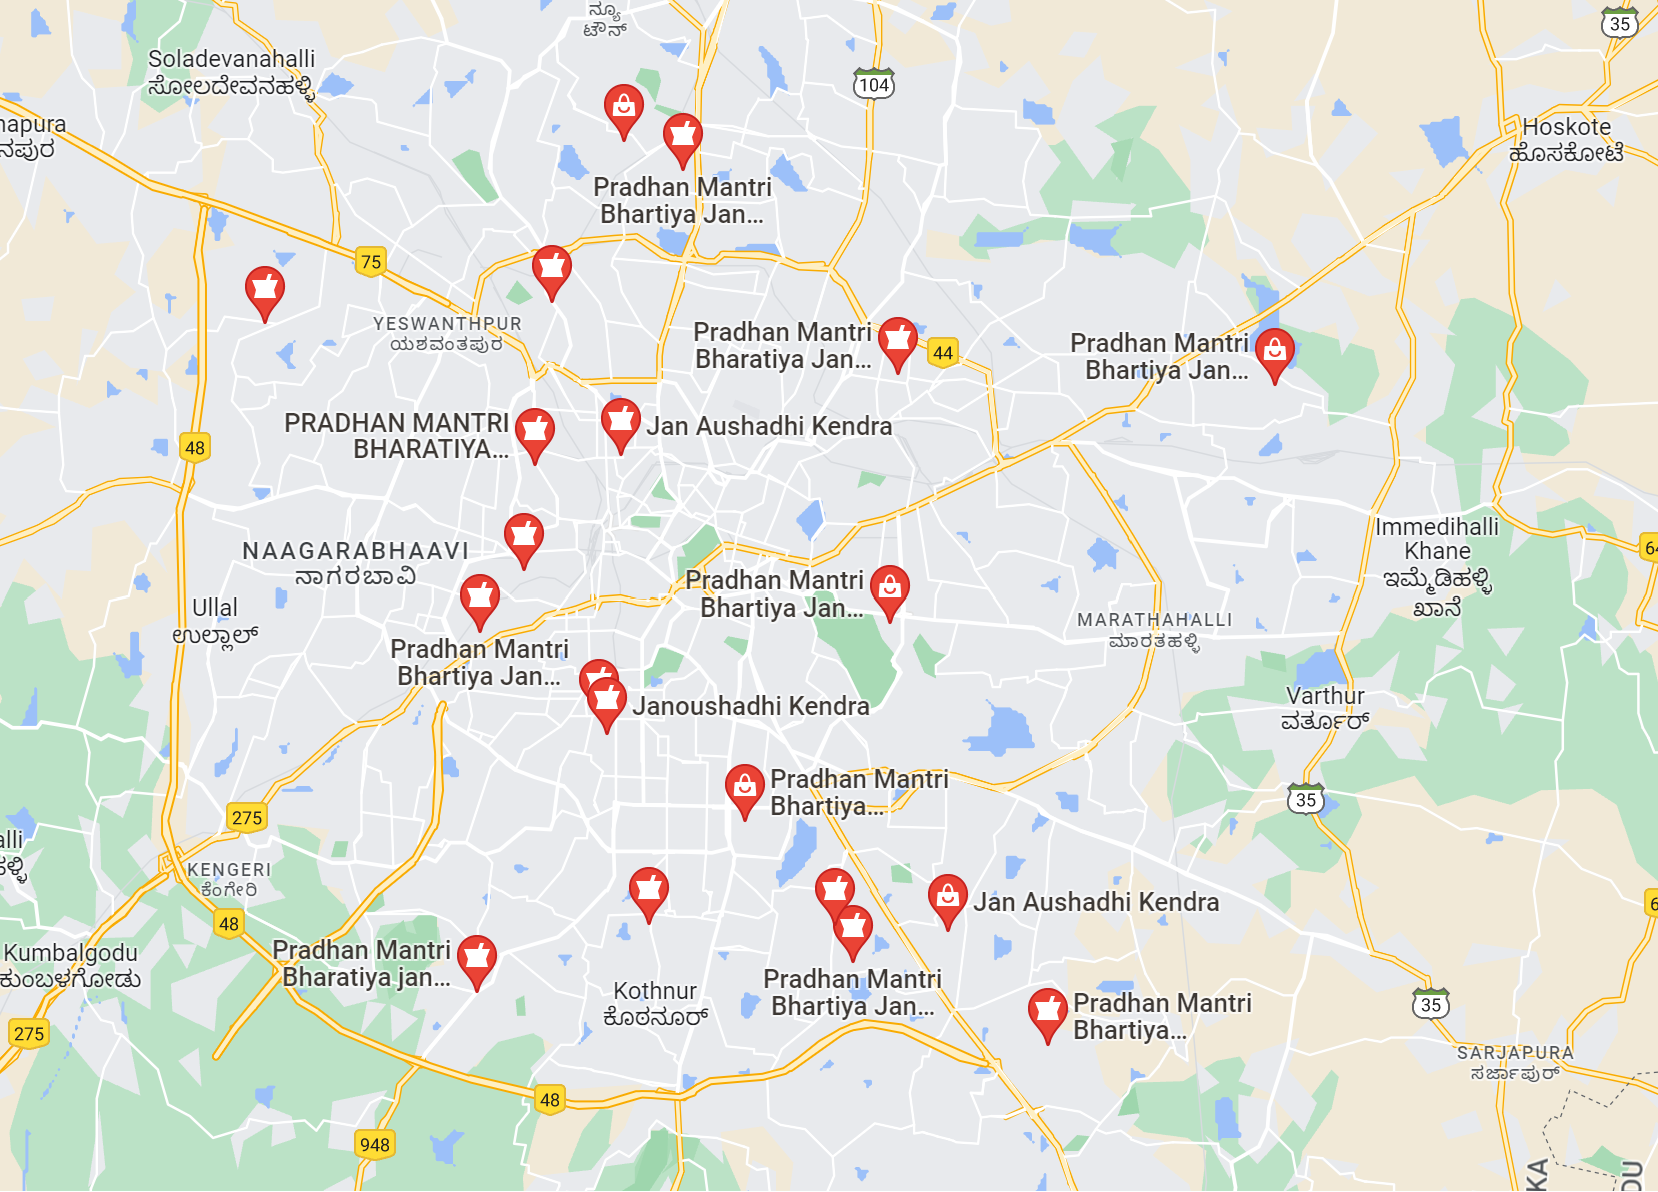 ನ್ಯೂ
ಟೌನ್
35
Soladevanahalli
ಸೋಲದೇವನಹಳ್ಳಿ
104
napura
ನಪುರ
Hoskote
ಹೊಸಕೋಟೆ
Pradhan Mantri
Bhartiya Jan...
75
YESWANTHPUR
ಯಶವಂತಪುರ
Pradhan Mantri
Bharatiya Jan...
44
Pradhan Mantri
Bhartiya Jan...
PRADHAN MANTRI
BHARATIYA...
Jan Aushadhi Kendra
48
NAAGARABHAAVI
ನಾಗರಬಾವಿ
Immedihalli
Khane
ಇಮ್ಮೆಡಿಹಳ್ಳಿ
ಖಾನೆ
64
Pradhan Mantri
Bhartiya Jan...
Ullal
ಉಲ್ಲಾಲ್
MARATHAHALLI
ಮಾರತಹಳ್ಳಿ
Pradhan Mantri
Bhartiya Jan...
Janoushadhi Kendra
Varthur
ವರ್ತೂರ್
Pradhan Mantri
Bhartiya...
35
275
alli
ಹಳ್ಳಿ
KENGERI
ಕೆಂಗೇರಿ
Jan Aushadhi Kendra
6
48
Kumbalgodu
ಕುಂಬಳಗೋಡು
Pradhan Mantri
Bharatiya jan...
Pradhan Mantri
Bhartiya Jan...
Kothnur
ಕೊಠನೂರ್
Pradhan Mantri
Bhartiya...
35
275
SARJAPURA
ಸರ್ಜಾಪುರ್
48
948
KA
DU